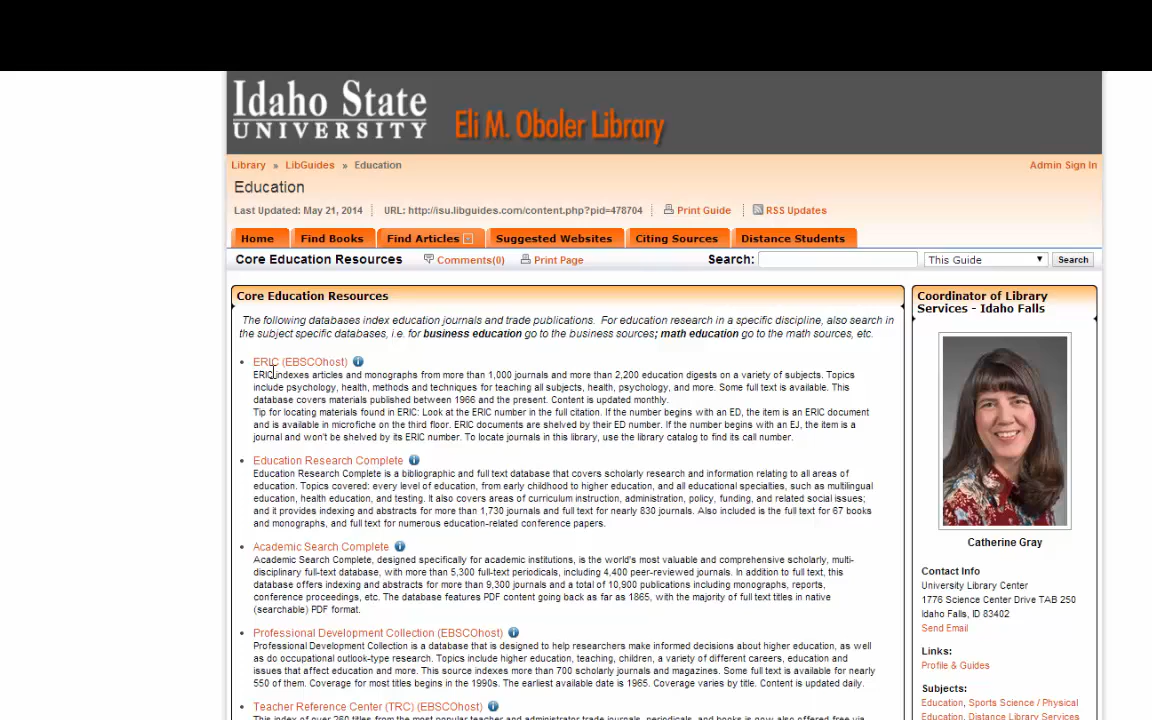 Idaho State
UNIVERSITY
Eli M. Oboler Library
Library » LibGuides » Education
Admin Sign In
Education
Last Updated: May 21, 2014 URL: http://isu.libguides.com/content.php?pid=478704 Print Guide RSS Updates
Home Find Books Find Articles Suggested Websites Citing Sources Distance Students
Core Education Resources Comments(0) Print Page Search: This Guide Search
Core Education Resources
The following databases index education journals and trade publications. For education research in a specific discipline, also search in
the subject specific databases, i.e. for business education go to the business sources; math education go to the math sources, etc.
• ERIC (EBSCOhost)
ERIC indexes articles and monographs from more than 1,000 journals and more than 2,200 education digests on a variety of subjects. Topics
include psychology, health, methods and techniques for teaching all subjects, health, psychology, and more. Some full text is available. This
database covers materials published between 1966 and the present. Content is updated monthly.
Tip for locating materials found in ERIC: Look at the ERIC number in the full citation. If the number begins with an ED, the item is an ERIC document
and is available in microfiche on the third floor. ERIC documents are shelved by their ED number. If the number begins with an EJ, the item is a
journal and won't be shelved by its ERIC number. To locate journals in this library, use the library catalog to find its call number.
• Education Research Complete
Education Research Complete is a bibliographic and full text database that covers scholarly research and information relating to all areas of
education. Topics covered: every level of education, from early childhood to higher education, and all educational specialties, such as multilingual
education, health education, and testing. It also covers areas of curriculum instruction, administration, policy, funding, and related social issues;
and it provides indexing and abstracts for more than 1,730 journals and full text for nearly 830 journals. Also included is the full text for 67 books
and monographs, and full text for numerous education-related conference papers.
• Academic Search Complete
Academic Search Complete, designed specifically for academic institutions, is the world's most valuable and comprehensive scholarly, multi-
disciplinary full-text database, with more than 5,300 full-text periodicals, including 4,400 peer-reviewed journals. In addition to full text, this
database offers indexing and abstracts for more than 9,300 journals and a total of 10,900 publications including monographs, reports,
conference proceedings, etc. The database features PDF content going back as far as 1865, with the majority of full text titles in native
(searchable) PDF format.
• Professional Development Collection (EBSCOhost)
Professional Development Collection is a database that is designed to help researchers make informed decisions about higher education, as well
as do occupational outlook-type research. Topics include higher education, teaching, children, a variety of different careers, education and
issues that affect education and more. This source indexes more than 700 scholarly journals and magazines. Some full text is available for nearly
550 of them. Coverage for most titles begins in the 1990s. The earliest available date is 1965. Coverage varies by title. Content is updated daily.
• Teacher Reference Center (TRC) (EBSCOhost)
This index of over 260 titles from the most popular teacher and administrator trade journals, periodicals, and books is now also offered free via
Coordinator of Library
Services - Idaho Falls
Catherine Gray
Contact Info
University Library Center
1776 Science Center Drive TAB 250
Idaho Falls, ID 83402
Send Email
Links:
Profile & Guides
Subjects:
Education, Sports Science / Physical
Education, Distance Library Services